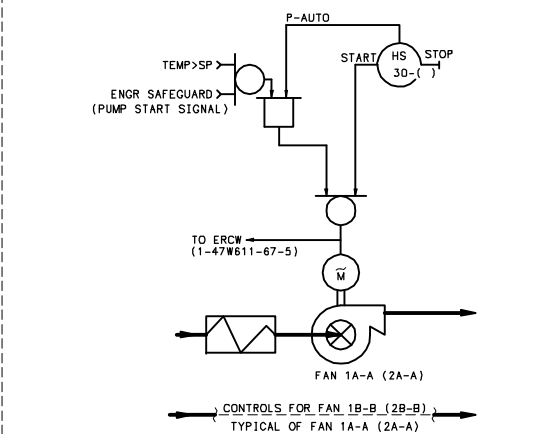 P-AUTO
START
HS
30-( )
STOP
TEMP>SP
ENGR SAFEGUARD
(PUMP START SIGNAL)
TO ERCW
(1-47W611-67-5)
~
M
FAN 1A-A (2A-A)
CONTROLS FOR FAN 1B-B (2B-B)
TYPICAL OF FAN 1A-A (2A-A)